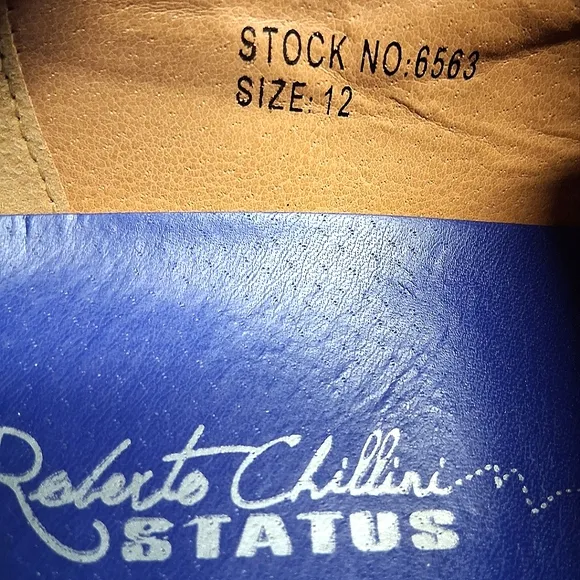 STOCK NO:6563
SIZE: 12
Roberto Chillini
STATUS